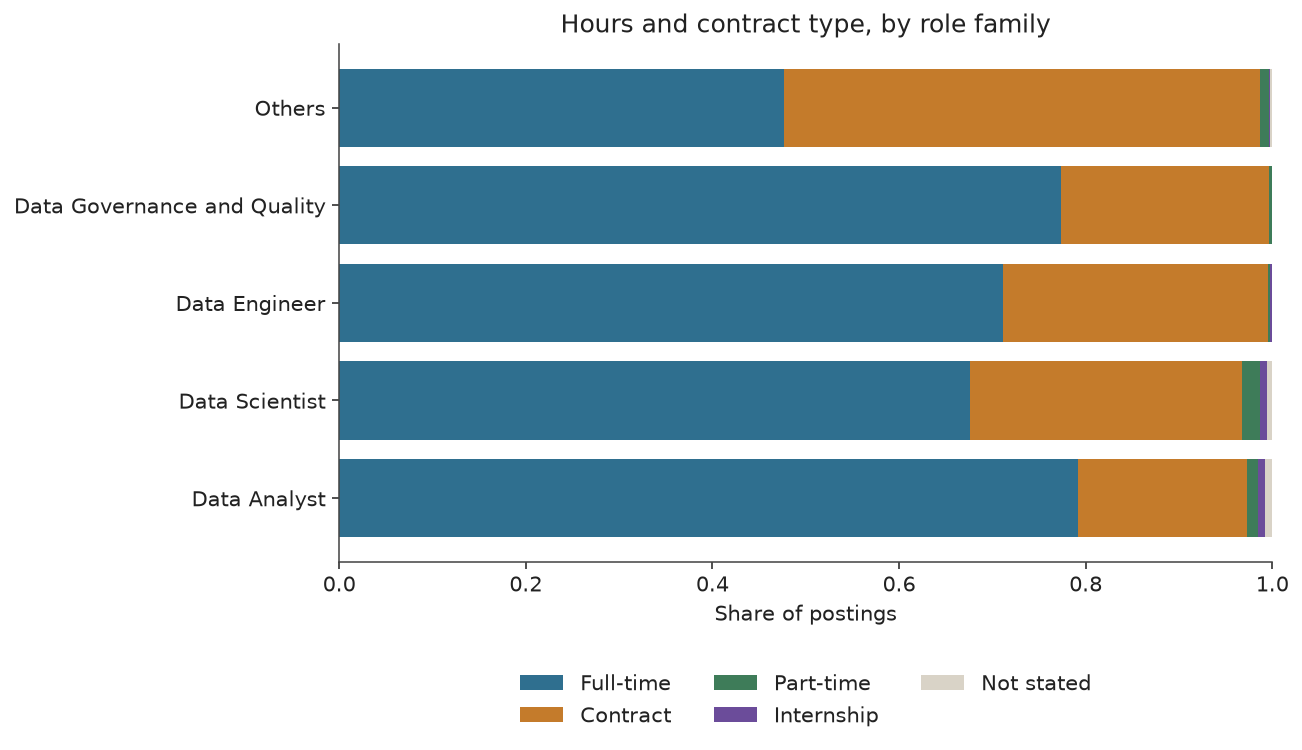 Hours and contract type, by role family
Others
Data Governance and Quality
Data Engineer
Data Scientist
Data Analyst
0.0 0.2 0.4 0.6 0.8 1.0
Share of postings
Full-time Part-time Not stated
Contract Internship